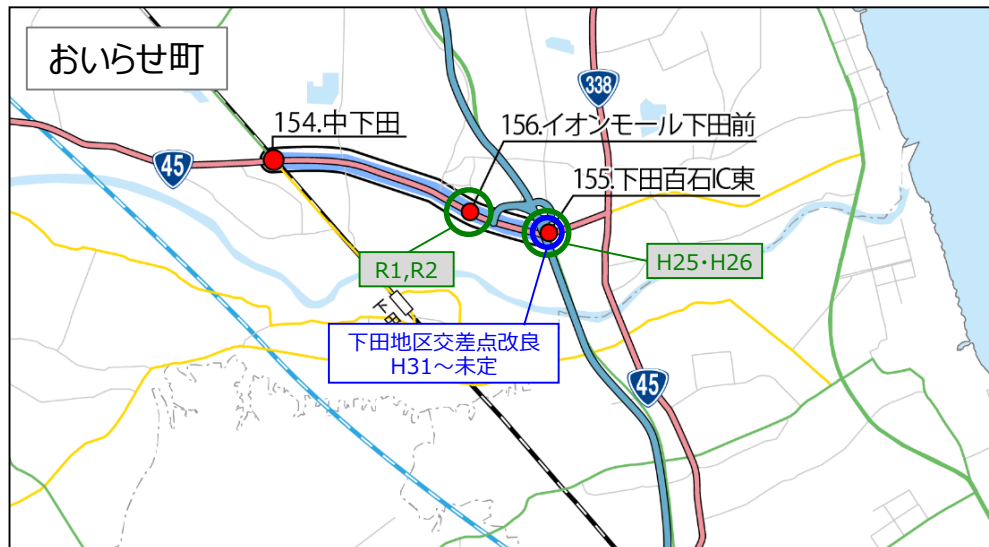 おいらせ町
338
154.中下田
156.イオンモール下田前
45
155.下田百石IC東
R1,R2
H25・H26
下田
下田地区交差点改良
H31～未定
45